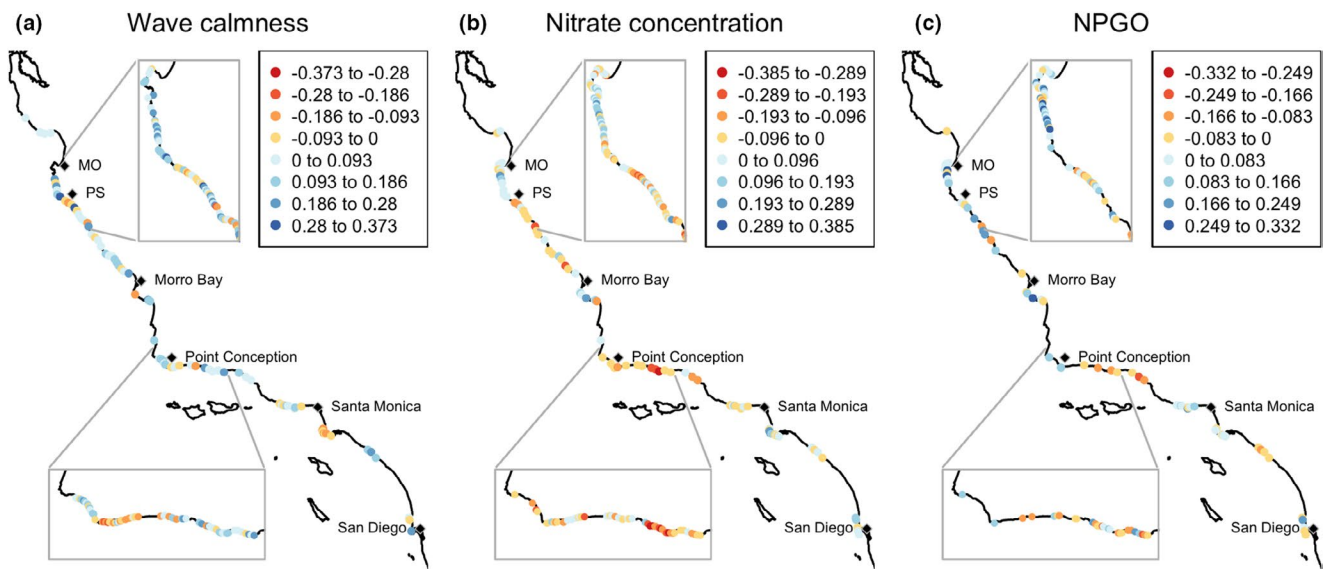 (a) Wave calmness
-0.373 to -0.28
-0.28 to -0.186
-0.186 to -0.093
-0.093 to 0
0 to 0.093
0.093 to 0.186
0.186 to 0.28
0.28 to 0.373
MO
PS
Morro Bay
Point Conception
Santa Monica
San Diego
(b) Nitrate concentration
-0.385 to -0.289
-0.289 to -0.193
-0.193 to -0.096
-0.096 to 0
0 to 0.096
0.096 to 0.193
0.193 to 0.289
0.289 to 0.385
MO
PS
Morro Bay
Point Conception
Santa Monica
San Diego
(c) NPGO
-0.332 to -0.249
-0.249 to -0.166
-0.166 to -0.083
-0.083 to 0
0 to 0.083
0.083 to 0.166
0.166 to 0.249
0.249 to 0.332
MO
PS
Morro Bay
Point Conception
Santa Monica
San Diego